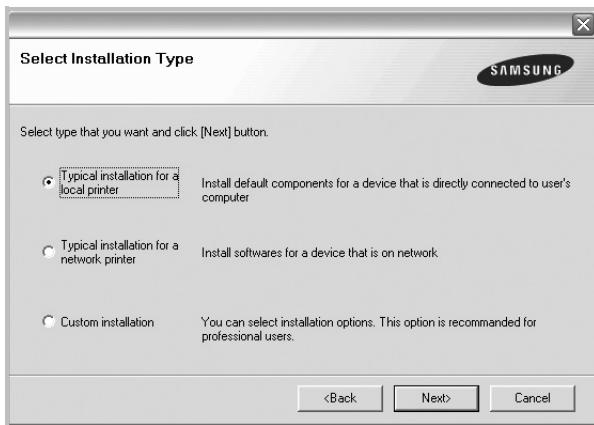 Select Installation Type
SAMSUNG
Select type that you want and click [Next] button.
Typical installation for a
local printer
Install default components for a device that is directly connected to user's
computer
Typical installation for a
network printer
Install softwares for a device that is on network
Custom installation
You can select installation options. This option is recommanded for
professional users.
<Back
Next>
Cancel